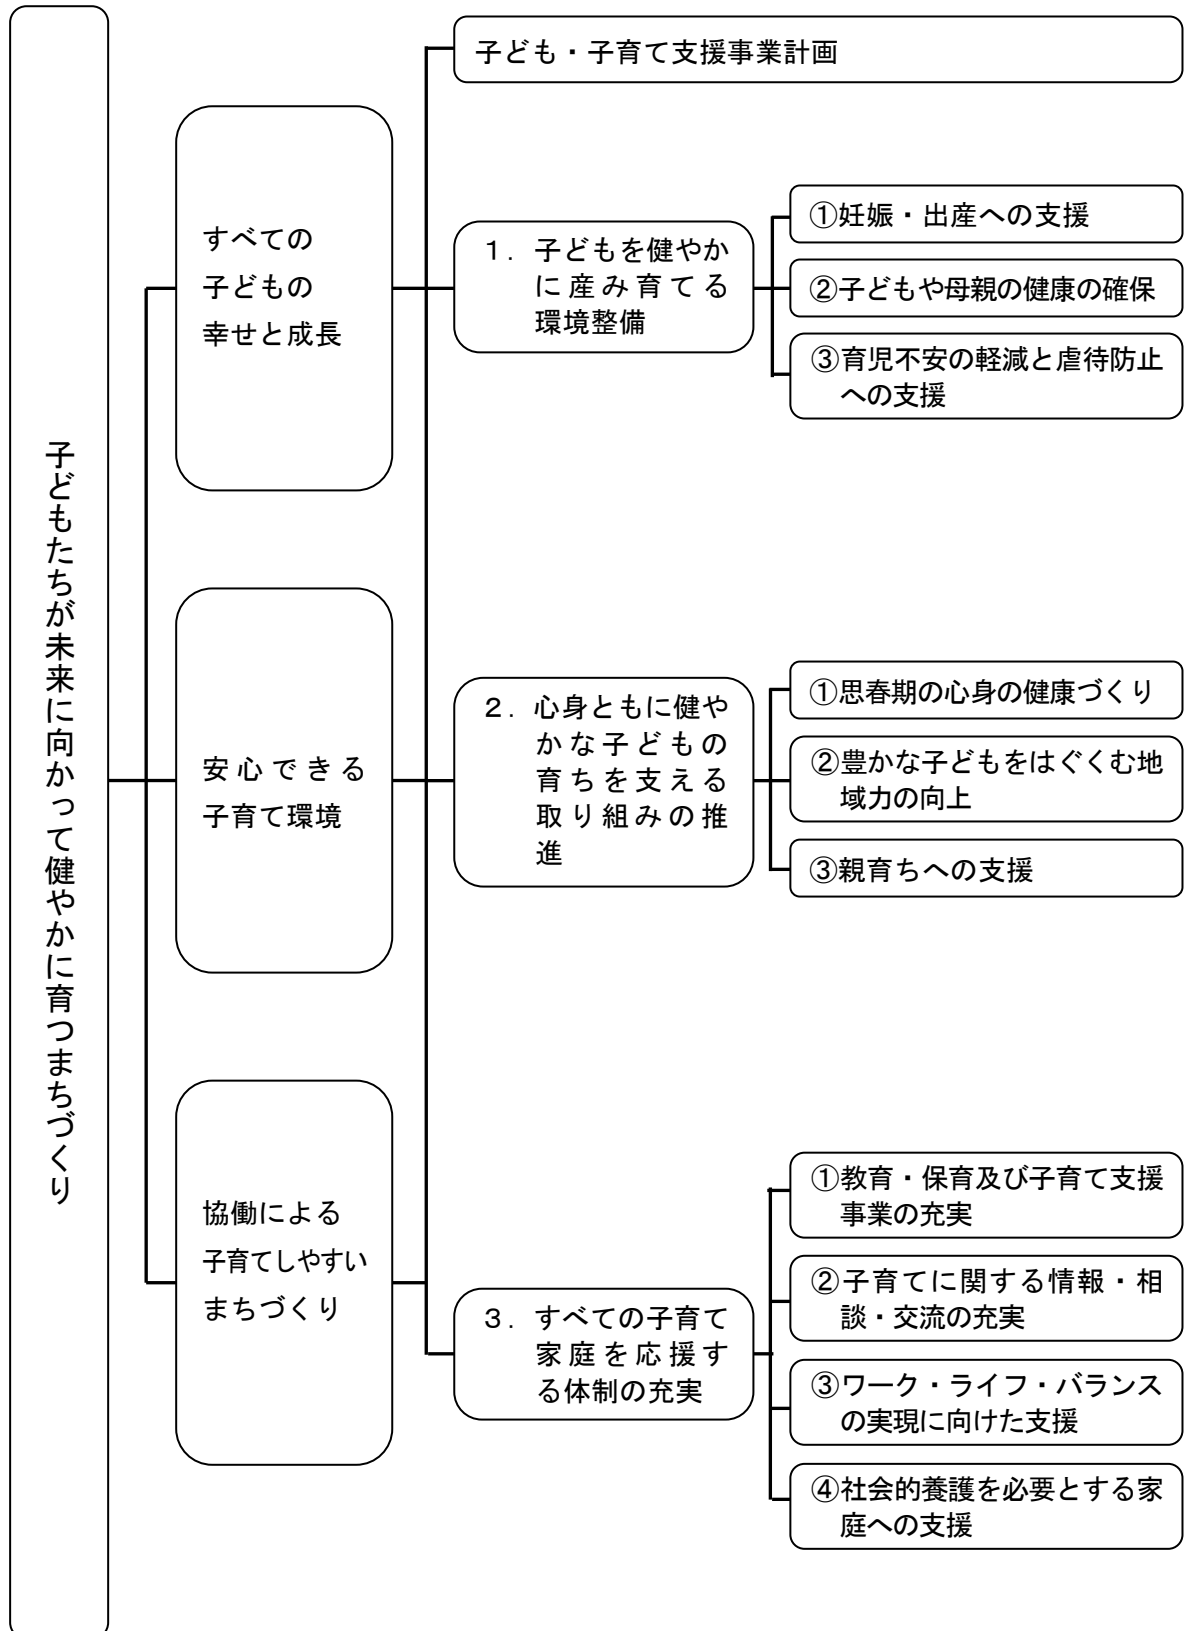 子どもたちが未来に向かって健やかに育つまちづくり
すべての
子どもの
幸せと成長
安心できる
子育て環境
協働による
子育てしやすい
まちづくり
子ども・子育て支援事業計画
１．子どもを健やか
に産み育てる
環境整備
①妊娠・出産への支援
②子どもや母親の健康の確保
③育児不安の軽減と虐待防止
への支援
２．心身ともに健や
かな子どもの
育ちを支える
取り組みの推
進
①思春期の心身の健康づくり
②豊かな子どもをはぐくむ地
域力の向上
③親育ちへの支援
３．すべての子育て
家庭を応援す
る体制の充実
①教育・保育及び子育て支援
事業の充実
②子育てに関する情報・相
談・交流の充実
③ワーク・ライフ・バランス
の実現に向けた支援
④社会的養護を必要とする家
庭への支援